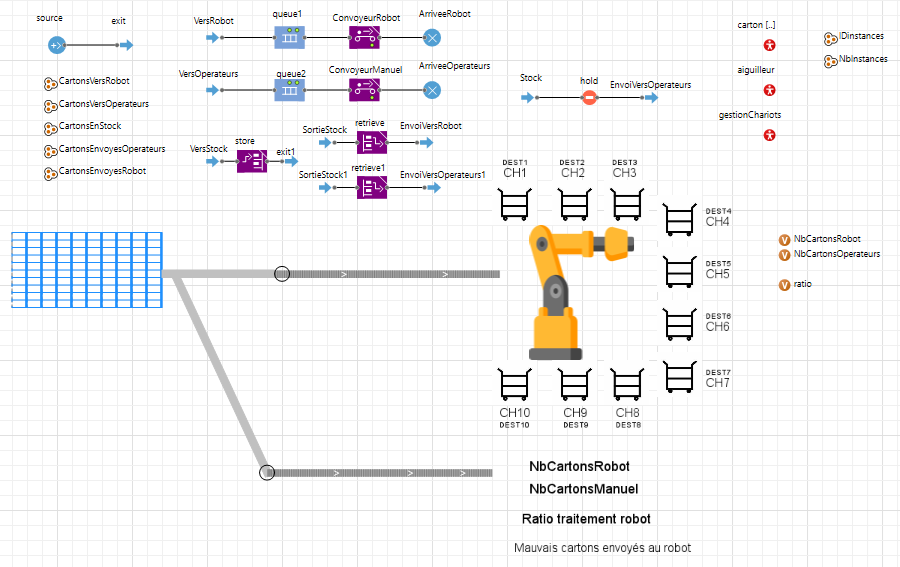 source
exit
VersRobot
queue1
ConvoyeurRobot
ArriveeRobot
carton [..]
IDinstances
NbInstances
VersOperateurs
queue2
ConvoyeurManuel
ArriveeOperateurs
Stock
hold
EnvoiVersOperateurs
aiguilleur
gestionChariots
CartonsVersRobot
CartonsVersOperateurs
CartonsEnStock
CartonsEnvoyesOperateurs
CartonsEnvoyesRobot
VersStock
store
exit1
SortieStock
retrieve
EnvoiVersRobot
SortieStock1
retrieve1
EnvoiVersOperateurs1
DEST1
CH1
DEST2
CH2
DEST3
CH3
DEST4
CH4
DEST5
CH5
DEST6
CH6
DEST7
CH7
CH10
DEST10
CH9
DEST9
CH8
DEST8
V NbCartonsRobot
V NbCartonsOperateurs
V ratio
NbCartonsRobot
NbCartonsManuel
Ratio traitement robot
Mauvais cartons envoyés au robot